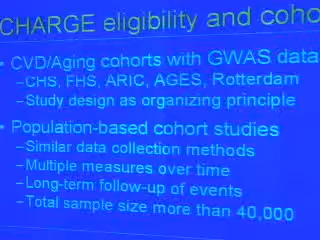 CHARGE eligibility and coho
• CVD/Aging cohorts with GWAS data
–CHS, FHS, ARIC, AGES, Rotterdam
–Study design as organizing principle
• Population-based cohort studies
–Similar data collection methods
–Multiple measures over time
–Long-term follow-up of events
–Total sample size more than 40,000